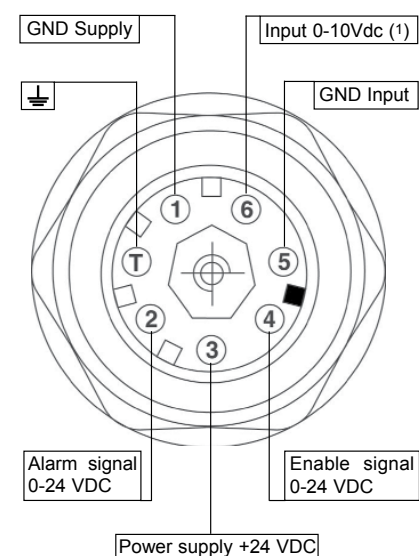 GND Supply
Input 0-10Vdc (1)
GND Input
1
6
T
5
2
4
3
Alarm signal
0-24 VDC
Enable signal
0-24 VDC
Power supply +24 VDC